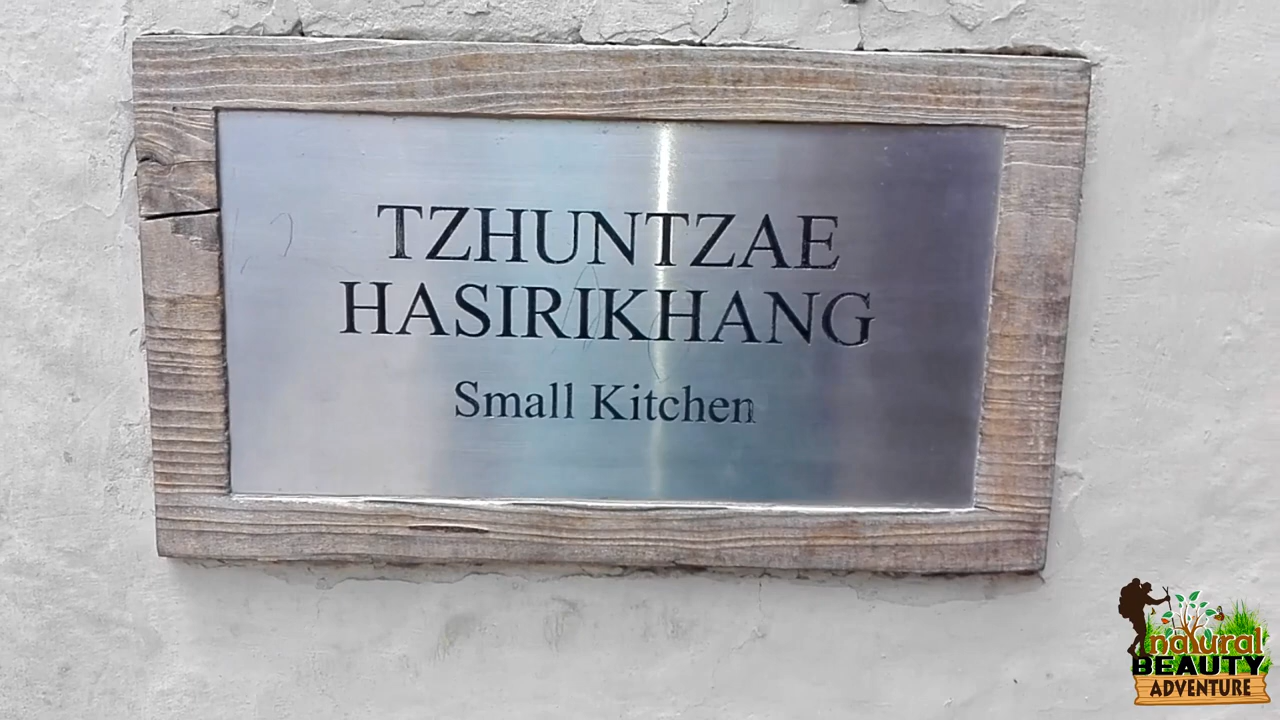 TZHUNTZAE
HASIRIKHANG
Small Kitchen
natural
BEAUTY
ADVENTURE